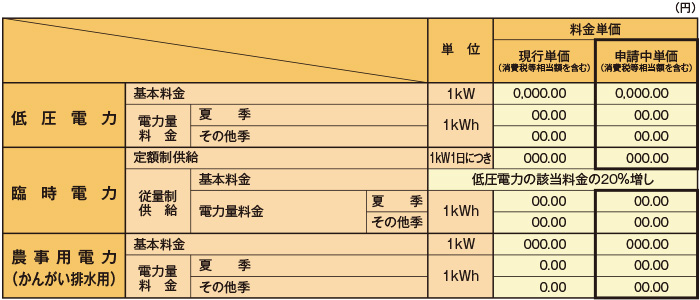 （円）
単 位
料金単価
現行単価
（消費税等相当額を含む）
申請中単価
（消費税等相当額を含む）
低圧電力
基本料金 1kW 0,000.00 0,000.00
電力量
料 金
夏 季 1kWh 00.00 00.00
その他季 00.00 00.00
臨時電力
定額制供給 1kW1日につき 000.00 000.00
従量制
供 給
基本料金 低圧電力の該当料金の20%増し
電力量料金
夏 季 1kWh 00.00 00.00
その他季 00.00 00.00
農事用電力
（かんがい排水用）
基本料金 1kW 000.00 000.00
電力量
料 金
夏 季 1kWh 0.00 00.00
その他季 00.00 00.00